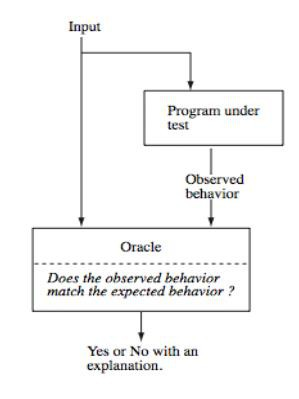 Input
Program under
test
Observed
behavior
Oracle
Does the observed behavior
match the expected behavior ?
Yes or No with an
explanation.